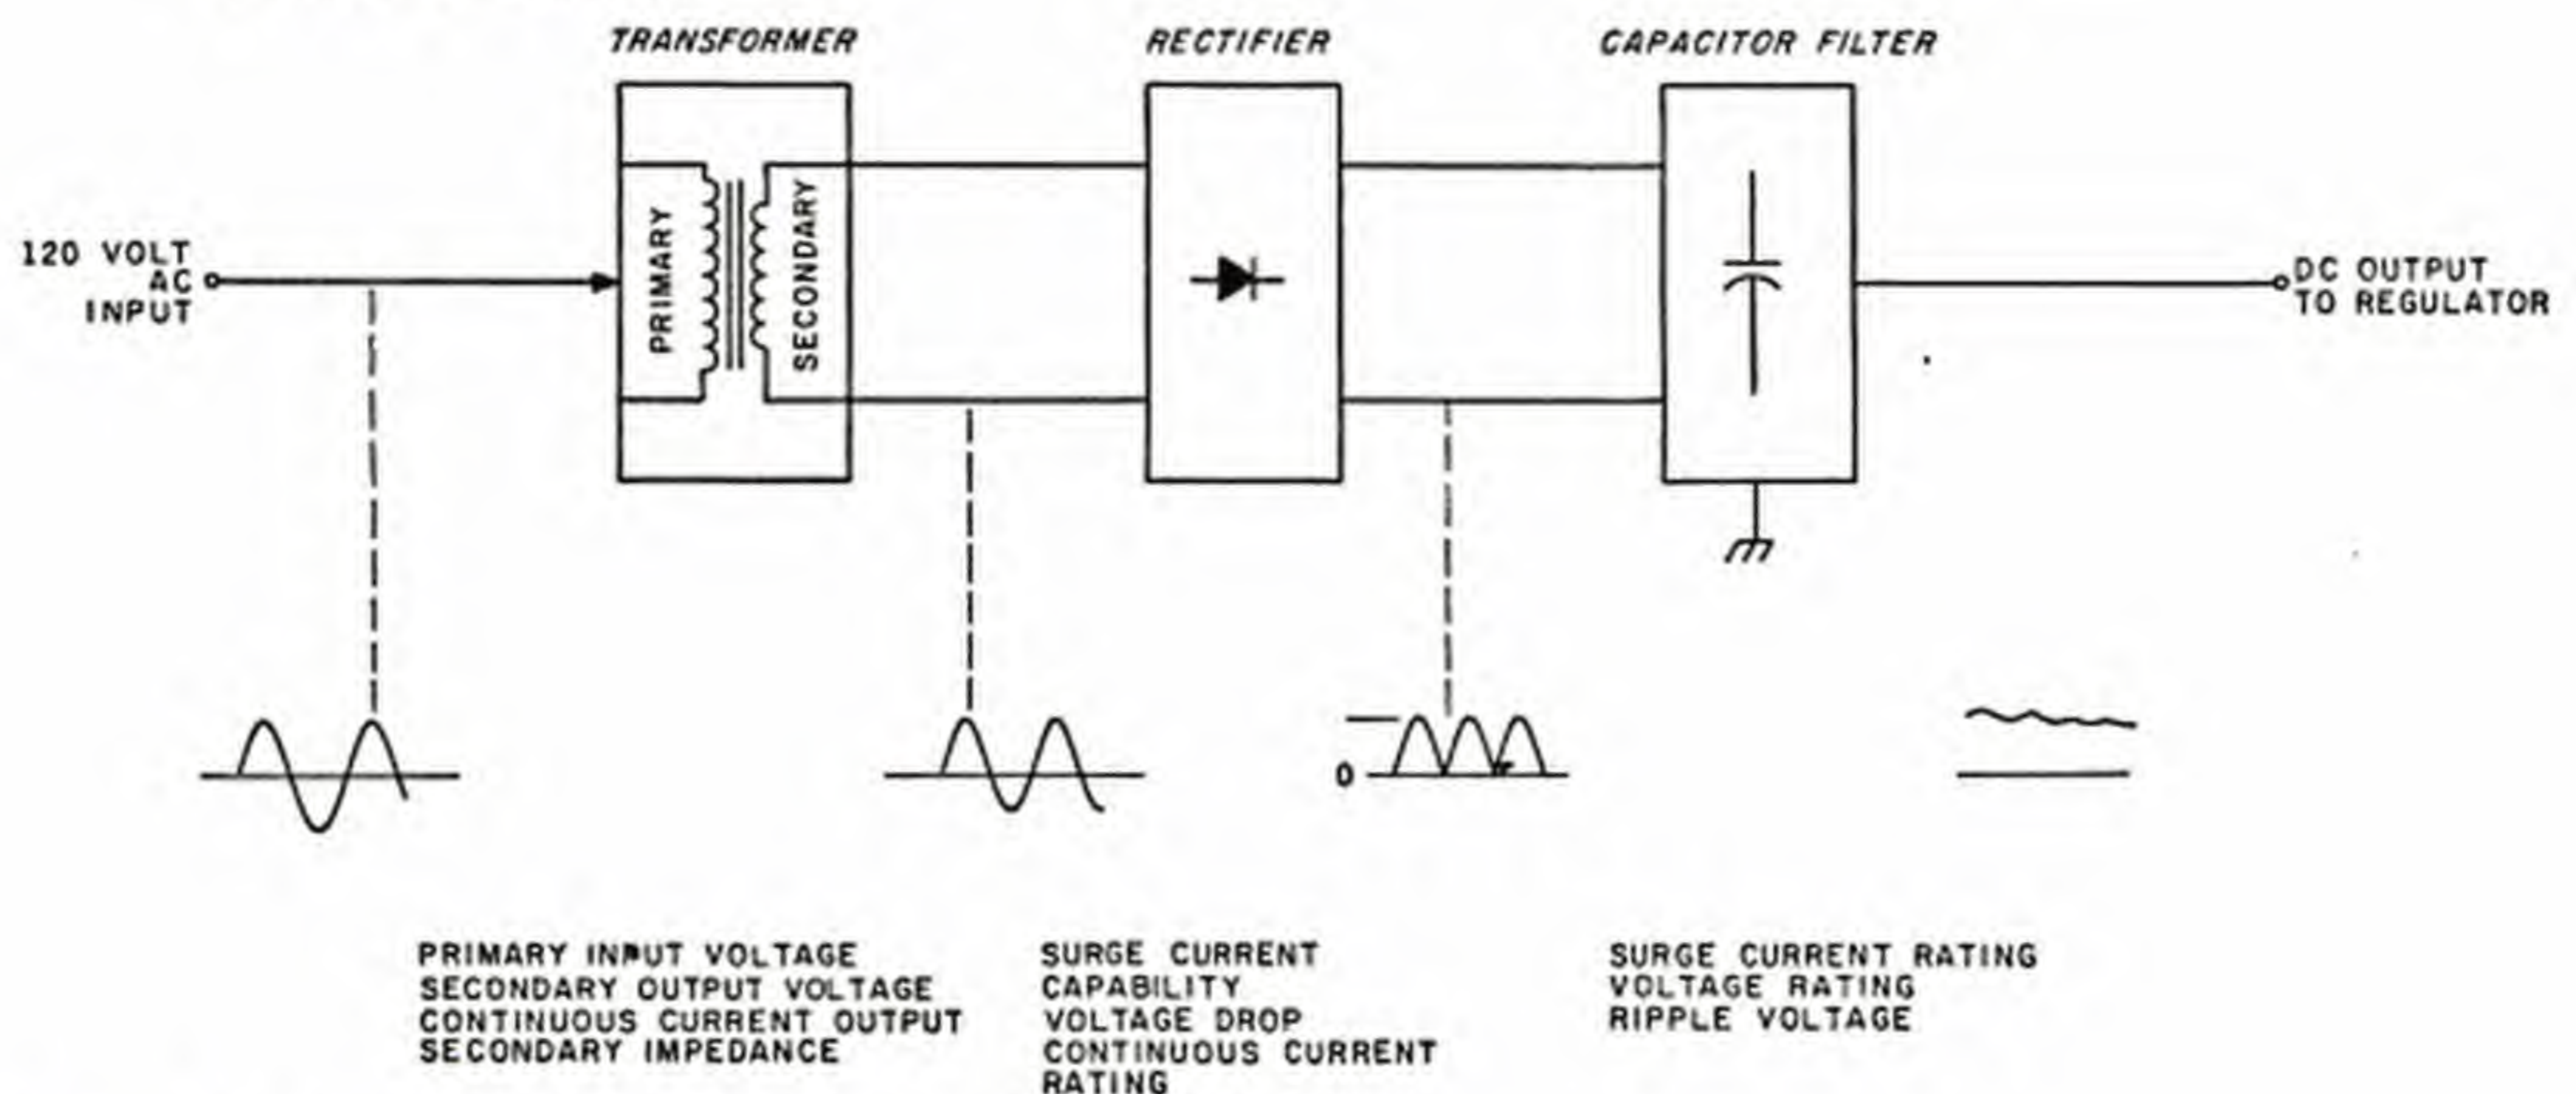 TRANSFORMER
RECTIFIER
CAPACITOR FILTER
120 VOLT
AC
INPUT
PRIMARY
SECONDARY
DC OUTPUT
TO REGULATOR
0
PRIMARY INPUT VOLTAGE
SECONDARY OUTPUT VOLTAGE
CONTINUOUS CURRENT OUTPUT
SECONDARY IMPEDANCE
SURGE CURRENT
CAPABILITY
VOLTAGE DROP
CONTINUOUS CURRENT
RATING
SURGE CURRENT RATING
VOLTAGE RATING
RIPPLE VOLTAGE